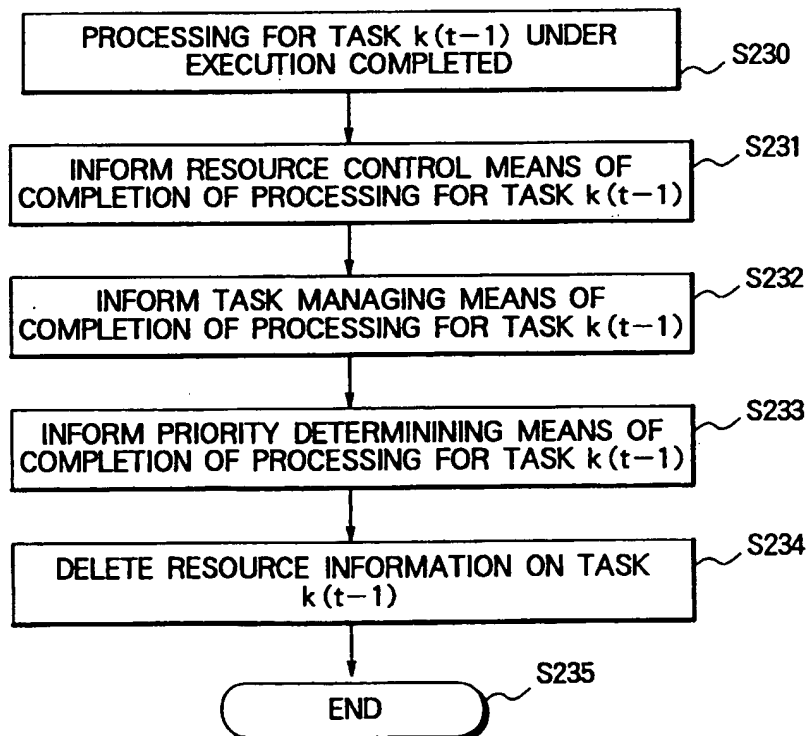 PROCESSING FOR TASK k(t-1) UNDER
EXECUTION COMPLETED
S230
INFORM RESOURCE CONTROL MEANS OF
COMPLETION OF PROCESSING FOR TASK k(t-1)
S231
INFORM TASK MANAGING MEANS OF
COMPLETION OF PROCESSING FOR TASK k(t-1)
S232
INFORM PRIORITY DETERMININING MEANS OF
COMPLETION OF PROCESSING FOR TASK k(t-1)
S233
DELETE RESOURCE INFORMATION ON TASK
k(t-1)
S234
END
S235